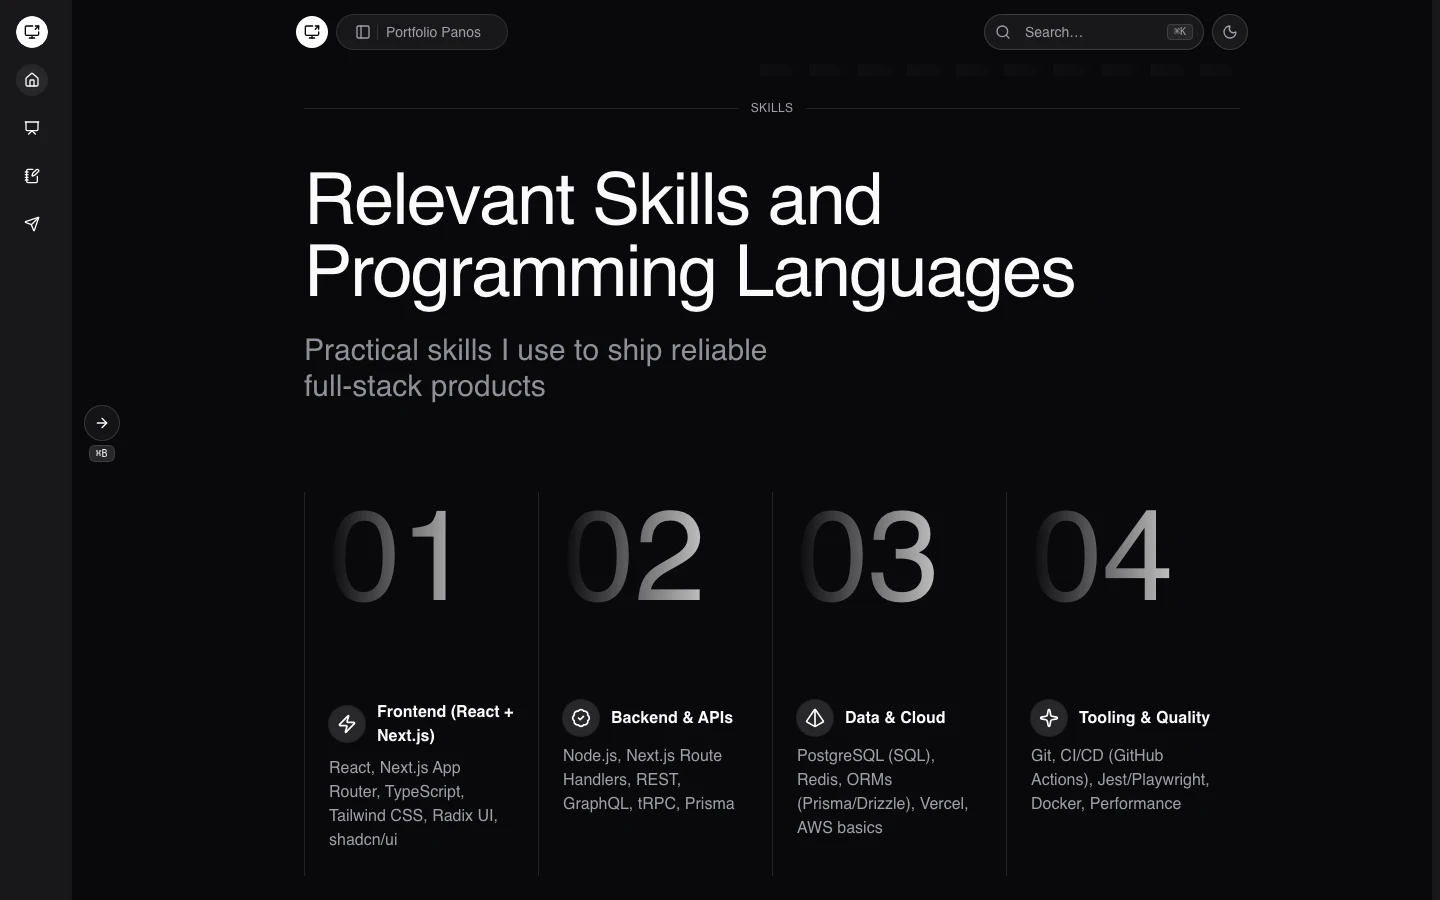 Portfolio Panos
Search...
⌘K
SKILLS
Relevant Skills and
Programming Languages
Practical skills I use to ship reliable
full-stack products
⌘B
01
02
03
04
Frontend (React +
Next.js)
React, Next.js App
Router, TypeScript,
Tailwind CSS, Radix UI,
shadcn/ui
Backend & APIs
Node.js, Next.js Route
Handlers, REST,
GraphQL, tRPC, Prisma
Data & Cloud
PostgreSQL (SQL),
Redis, ORMs
(Prisma/Drizzle), Vercel,
AWS basics
Tooling & Quality
Git, CI/CD (GitHub
Actions), Jest/Playwright,
Docker, Performance